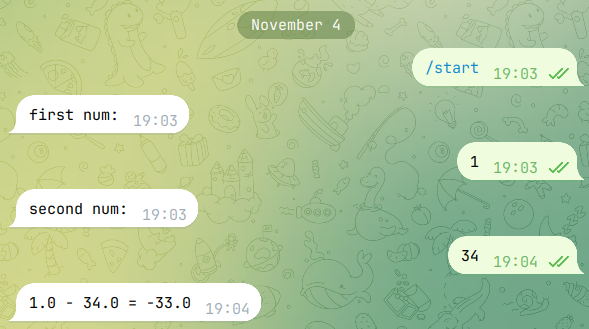 November 4
/start 19:03
first num: 19:03
1 19:03
second num: 19:03
34 19:04
1.0 - 34.0 = -33.0 19:04